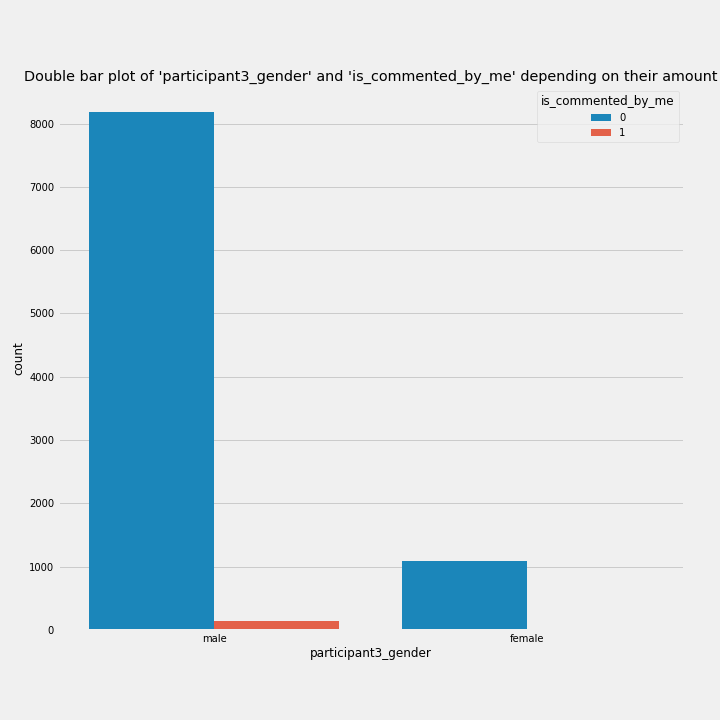 Double bar plot of 'participant3_gender' and 'is_commented_by_me' depending on their amount
is_commented_by_me
0
1
8000
7000
6000
5000
4000
3000
2000
1000
0
count
male
female
participant3_gender